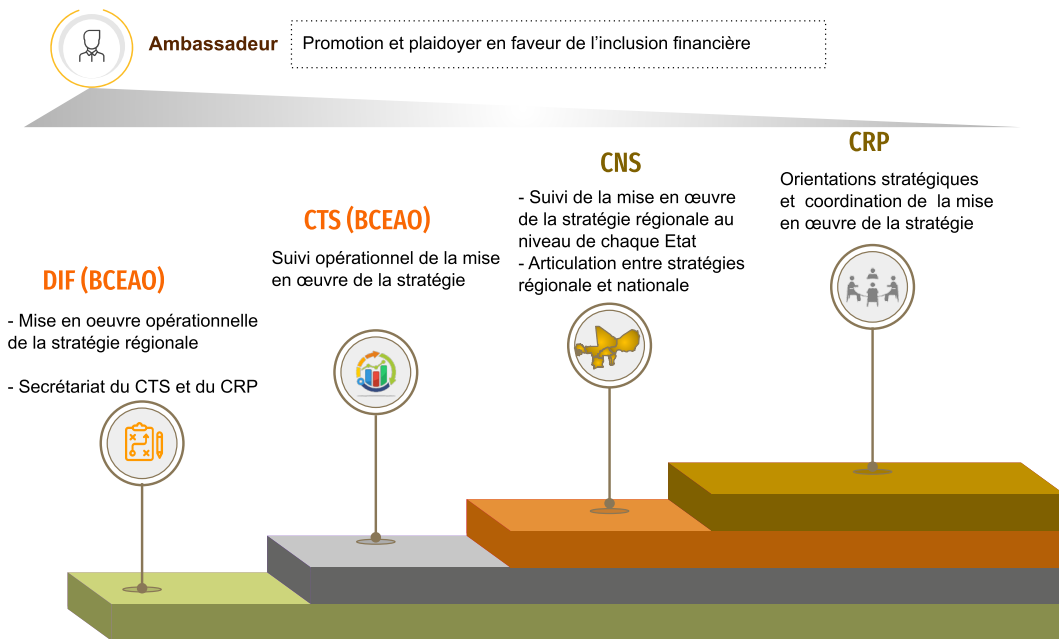 Ambassadeur
Promotion et plaidoyer en faveur de l’inclusion financière
DIF (BCEAO)
- Mise en oeuvre opérationnelle
de la stratégie régionale
- Secrétariat du CTS et du CRP
CTS (BCEAO)
Suivi opérationnel de la mise
en œuvre de la stratégie
CNS
- Suivi de la mise en œuvre
de la stratégie régionale au
niveau de chaque Etat
- Articulation entre stratégies
régionale et nationale
CRP
Orientations stratégiques
et coordination de la mise
en œuvre de la stratégie